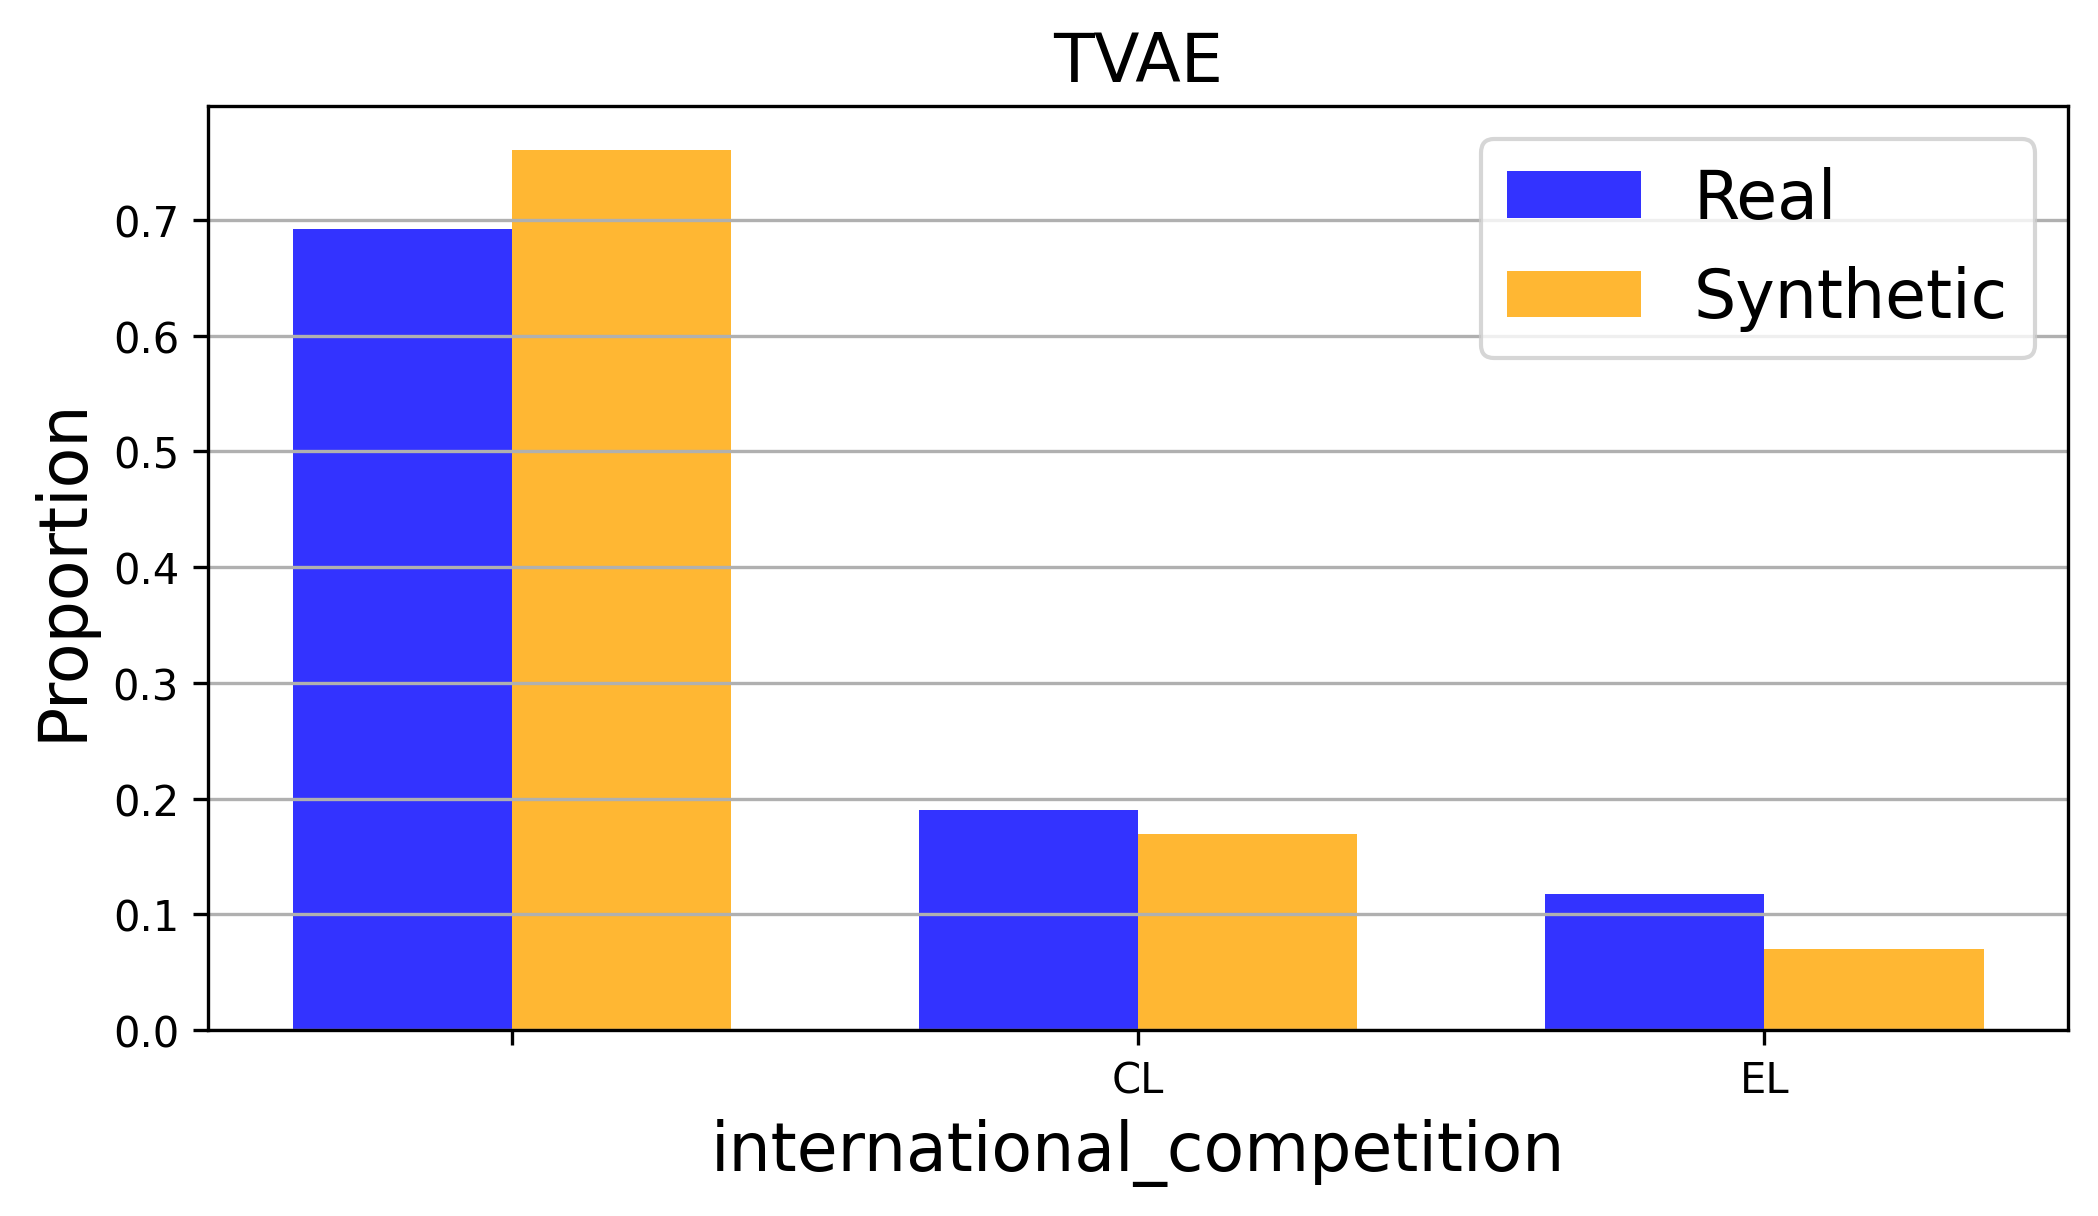 TVAE
Real
Synthetic
Proportion
0.7
0.6
0.5
0.4
0.3
0.2
0.1
0.0
CL
EL
international_competition